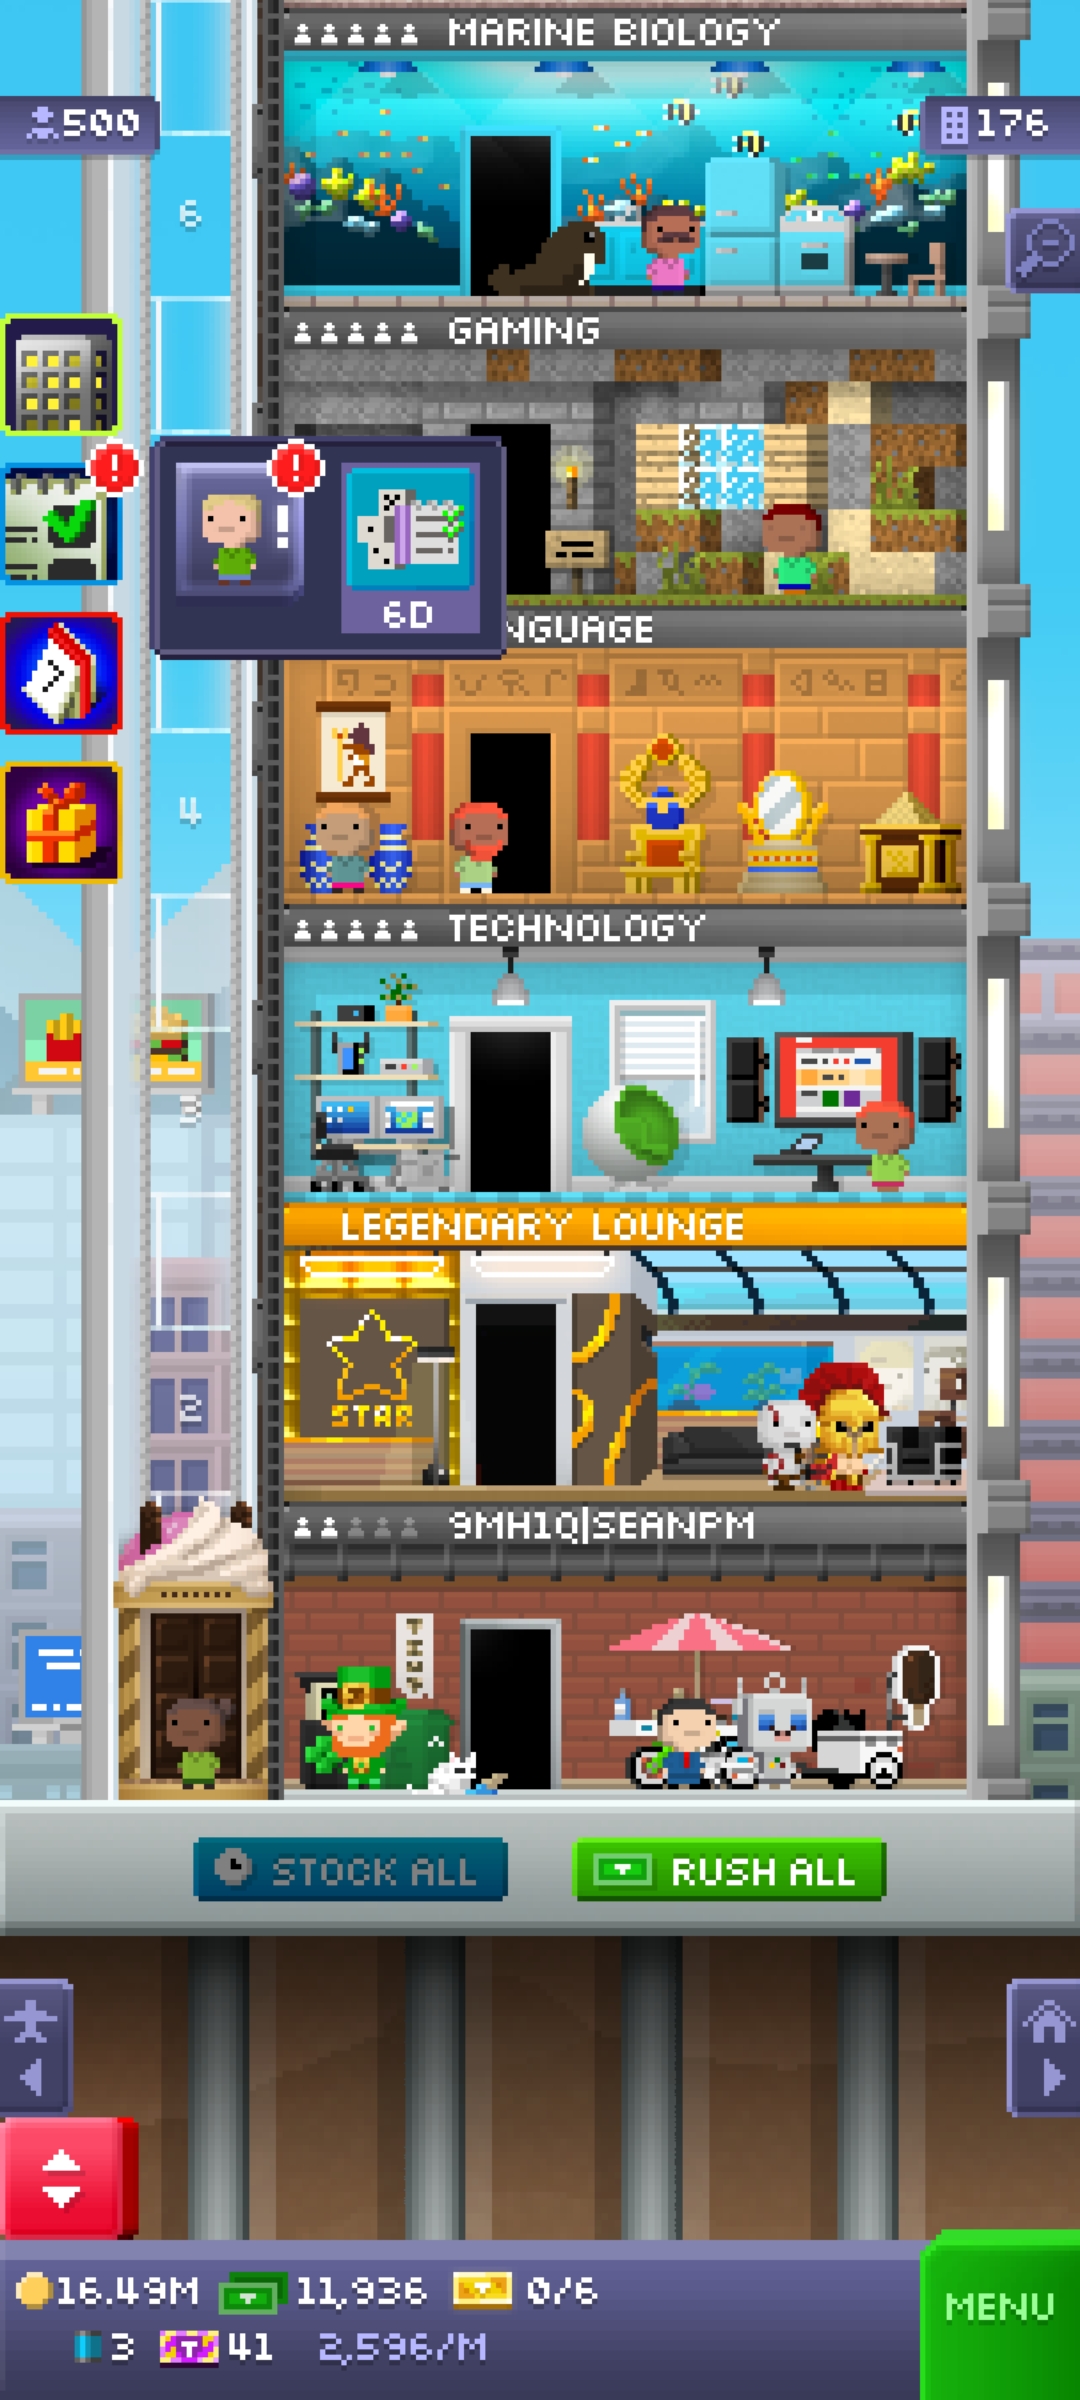 MARINE BIOLOGY
500
176
6
GAMING
!
!
!
6D
NGUAGE
4
TECHNOLOGY
3
LEGENDARY LOUNGE
STAR
2
9MH1Q|SEANPM
STOCK ALL
RUSH ALL
16.49M
11,936
0/6
MENU
3
T
41
2,596/M